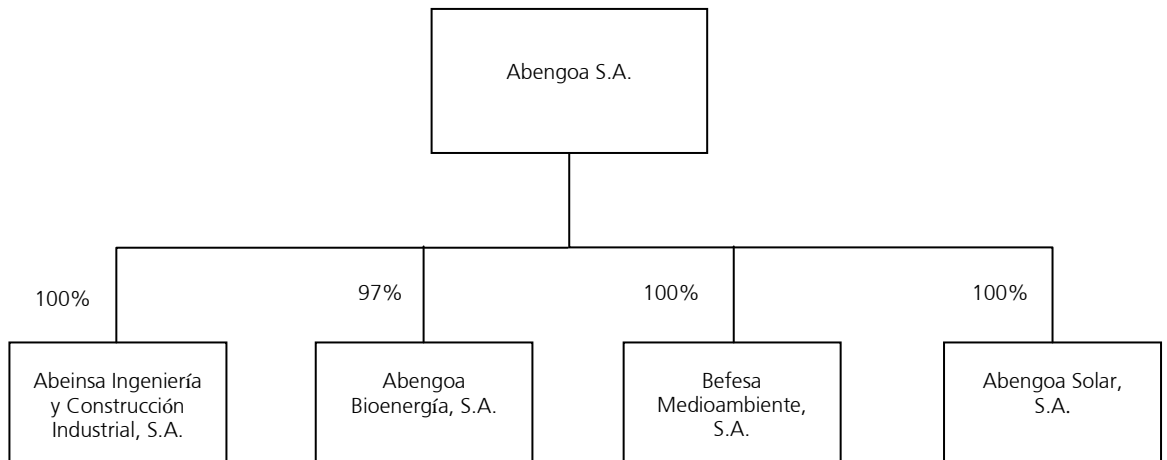 Abengoa S.A.
100%
97%
100%
100%
Abeinsa Ingeniería
y Construcción
Industrial, S.A.
Abengoa
Bioenergía, S.A.
Befesa
Medioambiente,
S.A.
Abengoa Solar,
S.A.